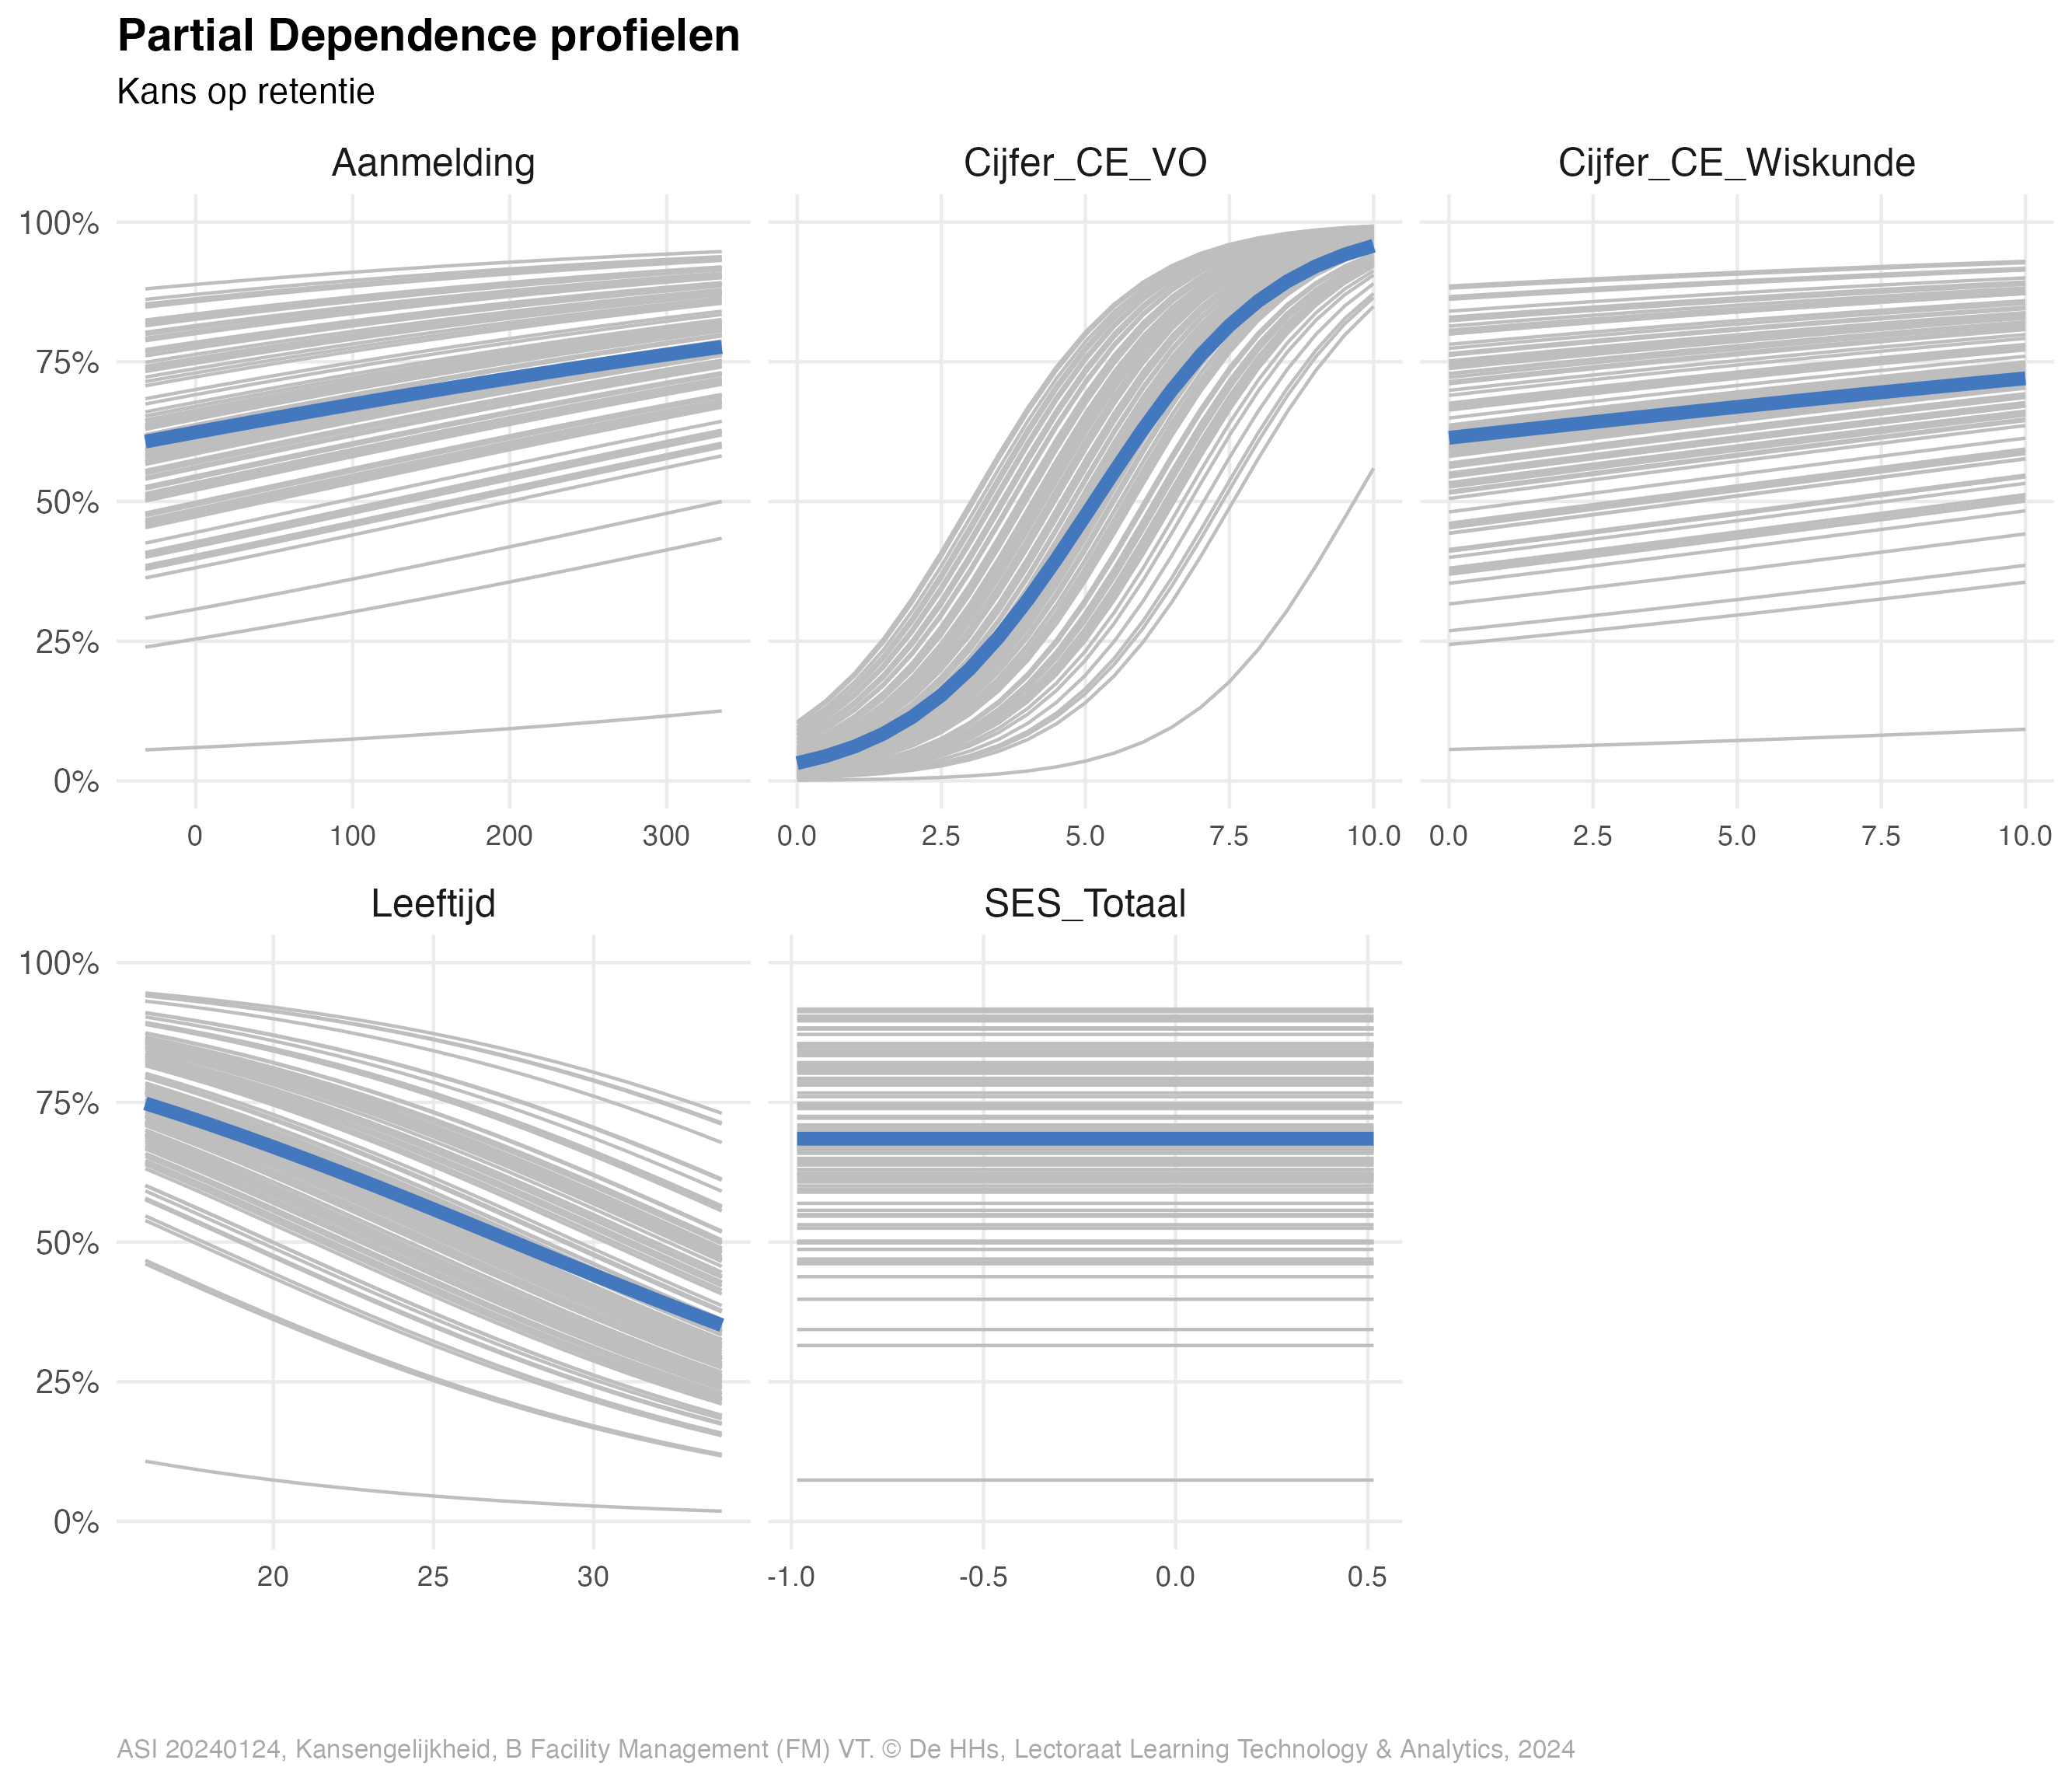 Partial Dependence profielen
Kans op retentie
Aanmelding
Cijfer_CE_VO
Cijfer_CE_Wiskunde
100%
75%
50%
25%
0%
0 100 200 300
0.0 2.5 5.0 7.5 10.0
0.0 2.5 5.0 7.5 10.0
Leeftijd
SES_Totaal
100%
75%
50%
25%
0%
20 25 30
-1.0 -0.5 0.0 0.5
ASI 20240124, Kansengelijkheid, B Facility Management (FM) VT. © De HHs, Lectoraat Learning Technology & Analytics, 2024